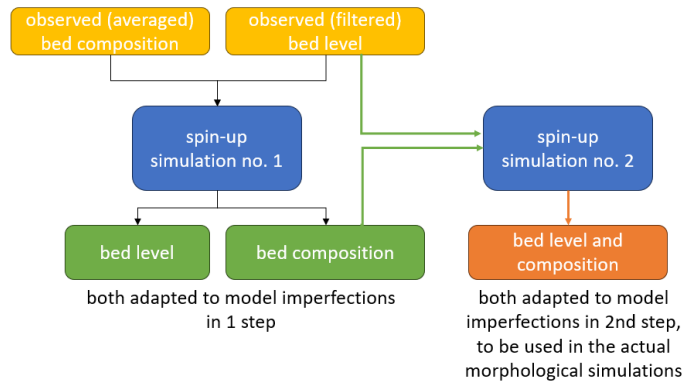 observed (averaged)
bed composition
observed (filtered)
bed level
spin-up
simulation no. 1
spin-up
simulation no. 2
bed level
bed composition
bed level and
composition
both adapted to model imperfections
in 1 step
both adapted to model
imperfections in 2nd step,
to be used in the actual
morphological simulations